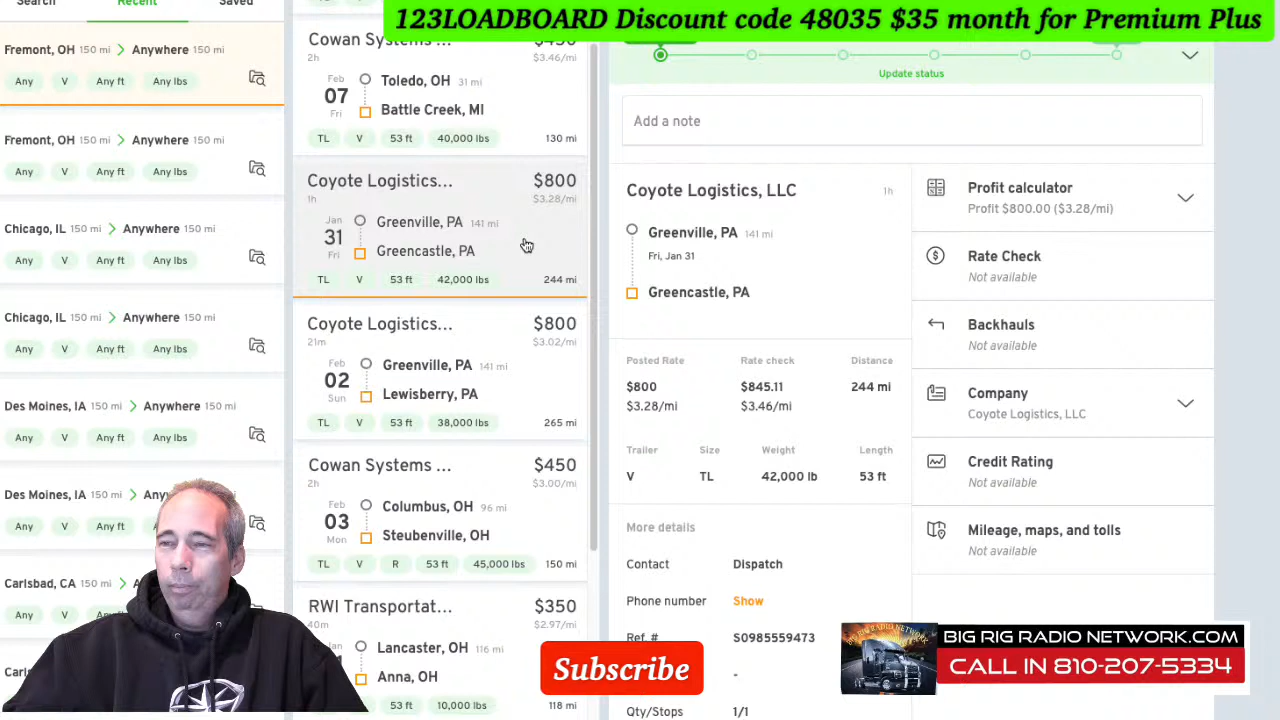 123LOADBOARD Discount code 48035 $35 month for Premium Plus
Search Recent Saved
Fremont, OH 150 mi > Anywhere 150 mi
Any V Any ft Any lbs
Fremont, OH 150 mi > Anywhere 150 mi
Any V Any ft Any lbs
Chicago, IL 150 mi > Anywhere 150 mi
Any V Any ft Any lbs
Chicago, IL 150 mi > Anywhere 150 mi
Any V Any ft Any lbs
Des Moines, IA 150 mi > Anywhere 150 mi
Any V Any ft Any lbs
Des Moines, IA 150 mi > Any
Any V Any ft Any lbs
Carlsbad, CA 150 mi >
Any V
Cowan Systems $450
2h $3.46/mi
Feb 07 Fri
Toledo, OH 31 mi
Battle Creek, MI
TL V 53 ft 40,000 lbs 130 mi
Coyote Logistics... $800
1h $3.28/mi
Jan 31 Fri
Greenville, PA 141 mi
Greencastle, PA
TL V 53 ft 42,000 lbs 244 mi
Coyote Logistics... $800
21m $3.02/mi
Feb 02 Sun
Greenville, PA 141 mi
Lewisberry, PA
TL V 53 ft 38,000 lbs 265 mi
Cowan Systems ... $450
2h $3.00/mi
Feb 03 Mon
Columbus, OH 96 mi
Steubenville, OH
TL V R 53 ft 45,000 lbs 150 mi
RWI Transportat... $350
40m $2.97/mi
Lancaster, OH 116 mi
Anna, OH
53 ft 10,000 lbs 118 mi
Update status
Add a note
Coyote Logistics, LLC 1h
Greenville, PA 141 mi
Fri, Jan 31
Greencastle, PA
Posted Rate Rate check Distance
$800 $845.11 244 mi
$3.28/mi $3.46/mi
Trailer Size Weight Length
V TL 42,000 lb 53 ft
More details
Contact Dispatch
Phone number Show
Ref. # S0985559473
-
Qty/Stops 1/1
Profit calculator
Profit $800.00 ($3.28/mi)
Rate Check
Not available
Backhauls
Not available
Company
Coyote Logistics, LLC
Credit Rating
Not available
Mileage, maps, and tolls
Not available
Subscribe
BIG RIG RADIO NETWORK.COM
CALL IN 810-207-5334